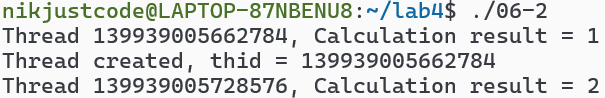 nikjustcode@LAPTOP-87NBENU8:~/lab4$ ./06-2
Thread 139939005662784, Calculation result = 1
Thread created, thid = 139939005662784
Thread 139939005728576, Calculation result = 2